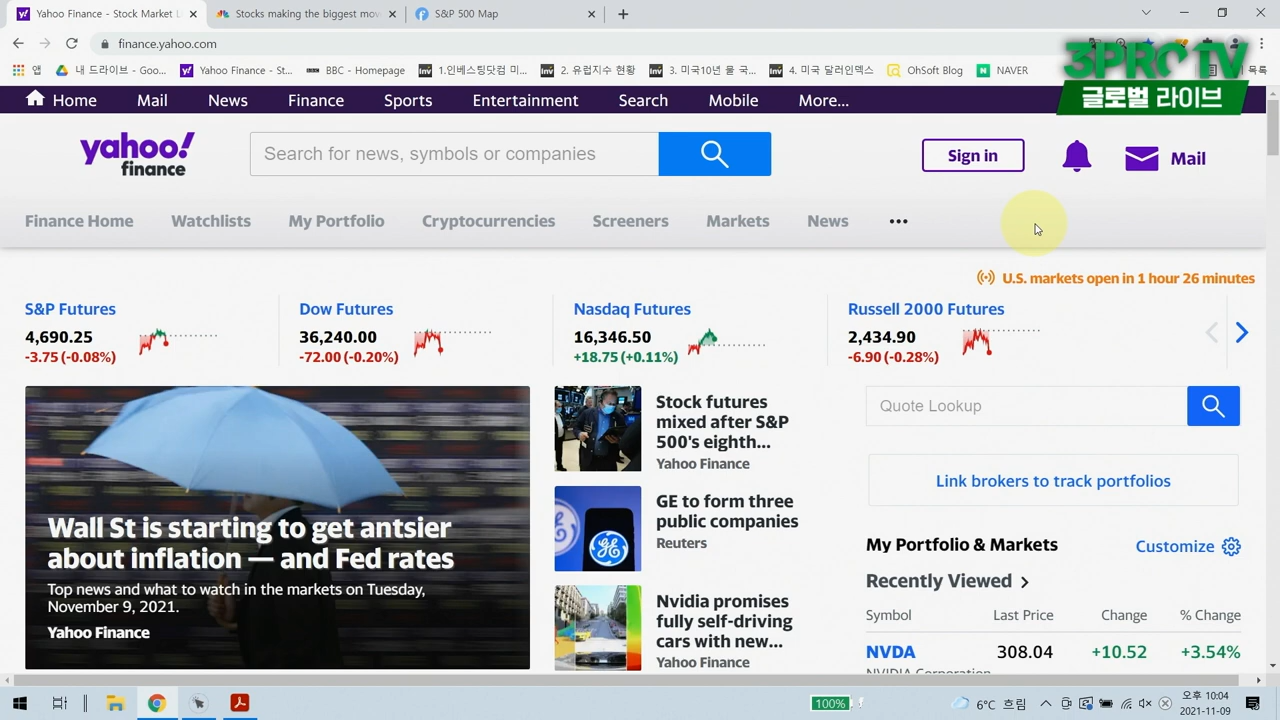 Yahoo Finance - Stock Market L
Stocks making the biggest mov
S&P 500 Map
finance.yahoo.com
앱
내 드라이브 - Goo...
Yahoo Finance - St...
BBC - Homepage
1.인베스팅닷컴 미...
2. 유럽지수 현황
3. 미국10년 물 국...
4. 미국 달러인덱스
OhSoft Blog
NAVER
목록
3PRO TV
글로벌 라이브
Home
Mail
News
Finance
Sports
Entertainment
Search
Mobile
More...
yahoo!
finance
Search for news, symbols or companies
Sign in
Mail
Finance Home
Watchlists
My Portfolio
Cryptocurrencies
Screeners
Markets
News
U.S. markets open in 1 hour 26 minutes
S&P Futures
4,690.25
-3.75 (-0.08%)
Dow Futures
36,240.00
-72.00 (-0.20%)
Nasdaq Futures
16,346.50
+18.75 (+0.11%)
Russell 2000 Futures
2,434.90
-6.90 (-0.28%)
Wall St is starting to get antsier
about inflation — and Fed rates
Top news and what to watch in the markets on Tuesday,
November 9, 2021.
Yahoo Finance
Stock futures
mixed after S&P
500's eighth...
Yahoo Finance
GE to form three
public companies
Reuters
Nvidia promises
fully self-driving
cars with new...
Yahoo Finance
Quote Lookup
Link brokers to track portfolios
My Portfolio & Markets
Customize
Recently Viewed
Symbol
Last Price
Change
% Change
NVDA
308.04
+10.52
+3.54%
NVIDIA Corporation
100%
6°C 흐림
오후 10:04
2021-11-09